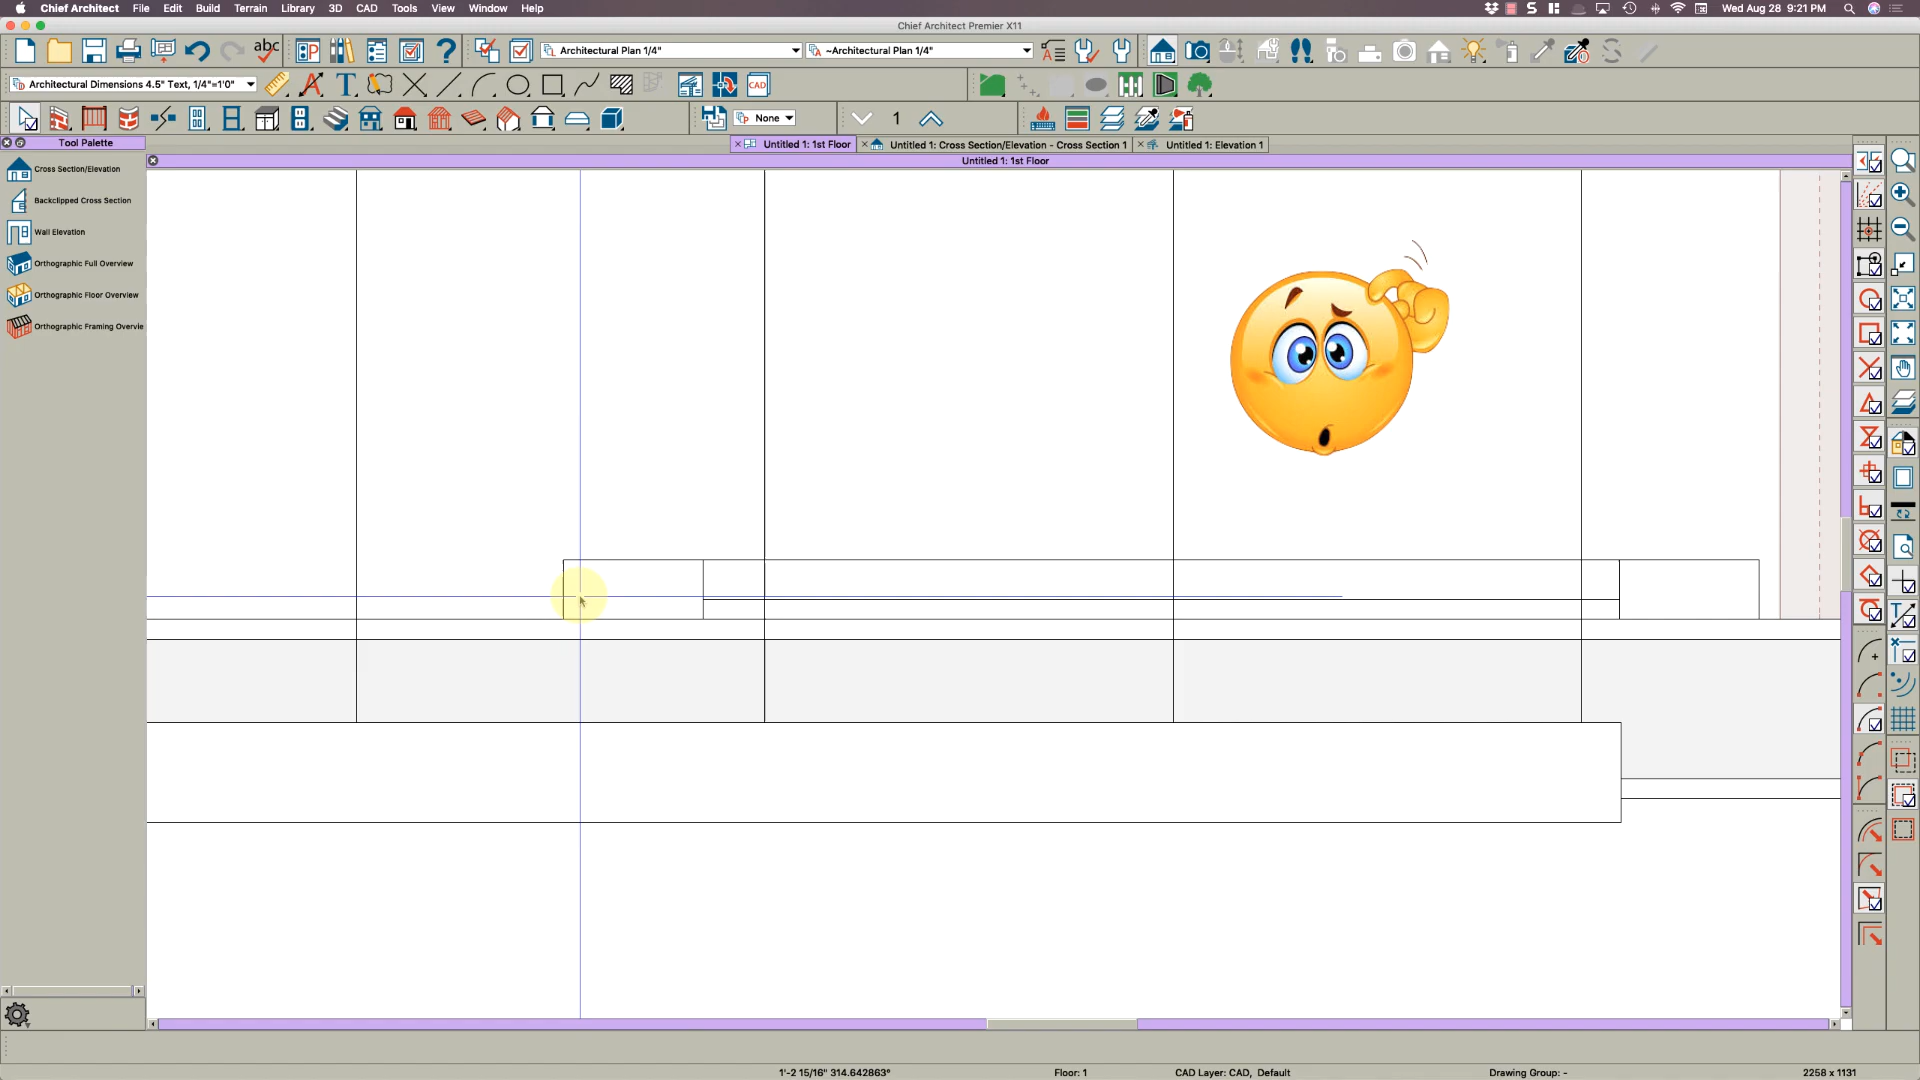 Chief Architect File Edit Build Terrain Library 3D CAD Tools View Window Help Wed Aug 28 9:21 PM
Chief Architect Premier X11
abc Architectural Plan 1/4" ~Architectural Plan 1/4"
Architectural Dimensions 4.5" Text, 1/4"=1'0" CAD
None 1
Tool Palette
Untitled 1: 1st Floor Untitled 1: Cross Section/Elevation - Cross Section 1 Untitled 1: Elevation 1
Untitled 1: 1st Floor
Cross Section/Elevation
Backclipped Cross Section
Wall Elevation
Orthographic Full Overview
Orthographic Floor Overview
Orthographic Framing Overvie
1'-2 15/16" 314.642863° Floor: 1 CAD Layer: CAD, Default Drawing Group: - 2258 x 1131